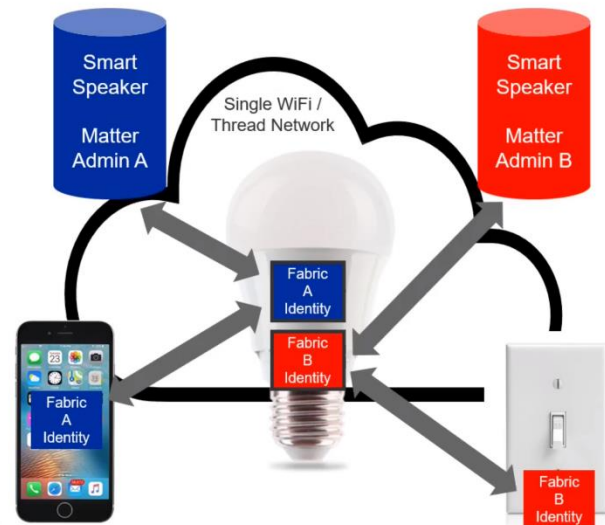 Smart
Speaker
Matter
Admin A
Single WiFi /
Thread Network
Smart
Speaker
Matter
Admin B
Fabric
A
Identity
Fabric
B
Identity
Fabric
A
Identity
Fabric
B
Identity